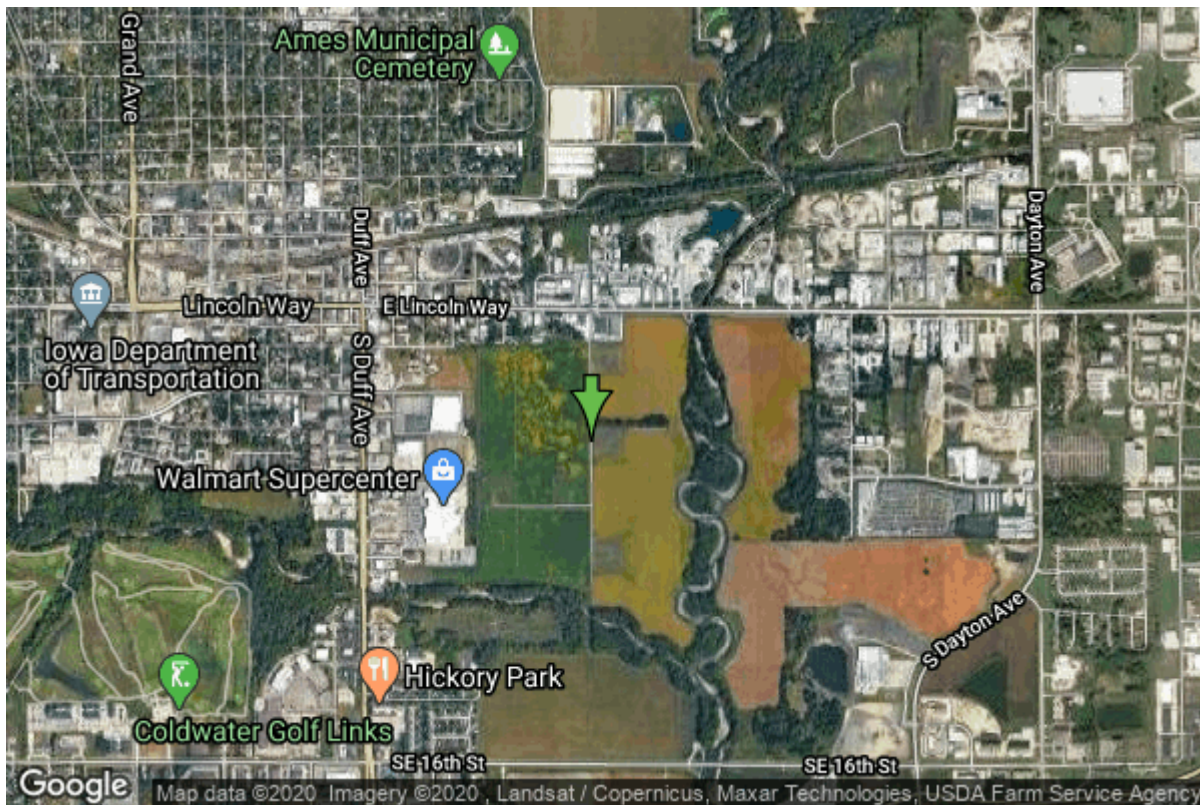 Grand Ave
Ames Municipal
Cemetery
Dayton Ave
Duff Ave
Lincoln Way
E Lincoln Way
Iowa Department
of Transportation
S Duff Ave
Walmart Supercenter
S Dayton Ave
Hickory Park
Coldwater Golf Links
SE 16th St
SE 16th St
Google
Map data ©2020 Imagery ©2020 , Landsat / Copernicus, Maxar Technologies, USDA Farm Service Agency